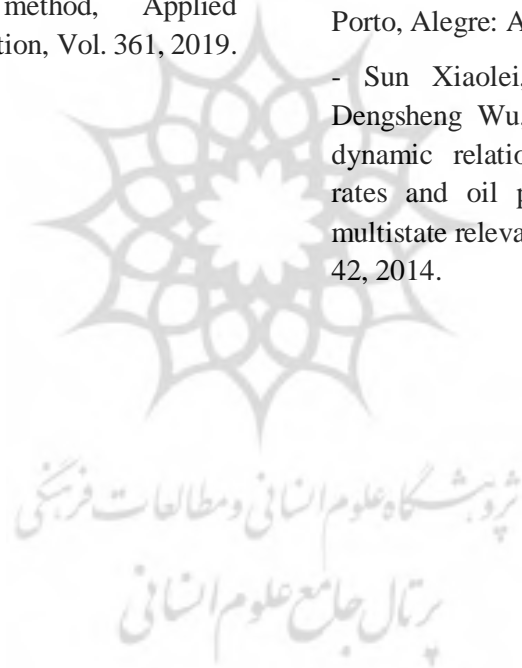 method, Applied
tion, Vol. 361, 2019.
Porto, Alegre: A
- Sun Xiaolei,
Dengsheng Wu.
dynamic relatio
rates and oil p
multistate releva
42, 2014.
پژوهشگاه علوم انسانی و مطالعات فرهنگی
پرتال جامع علوم انسانی